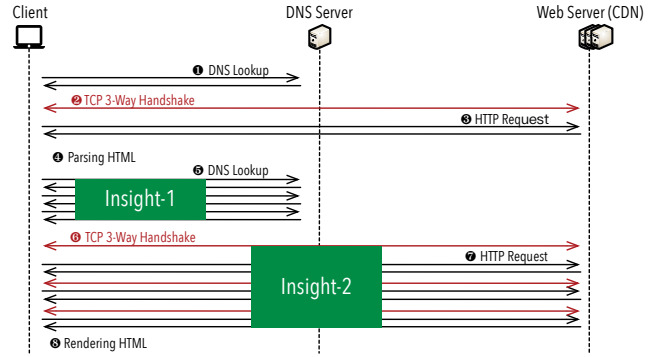 Client
DNS Server
Web Server (CDN)
❶ DNS Lookup
❷ TCP 3-Way Handshake
❸ HTTP Request
❹ Parsing HTML
❺ DNS Lookup
Insight-1
❻ TCP 3-Way Handshake
❼ HTTP Request
Insight-2
❽ Rendering HTML